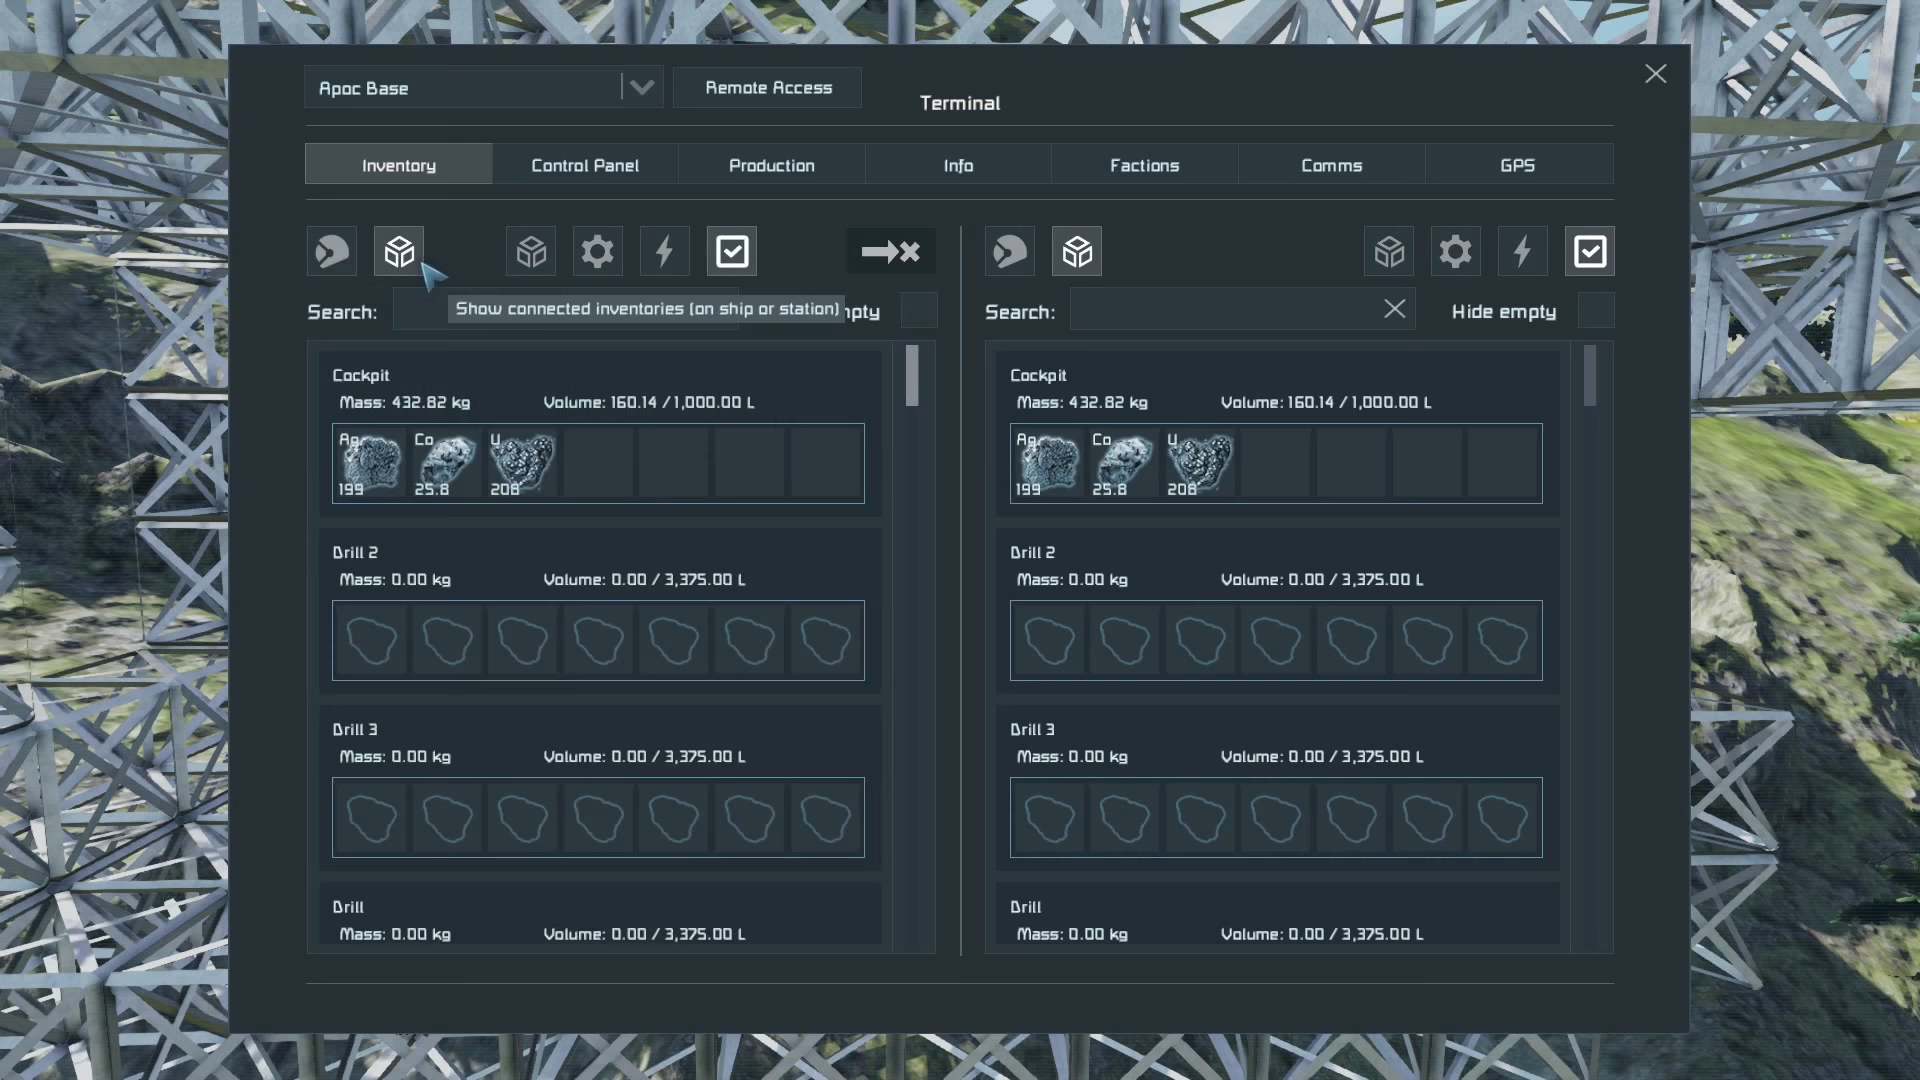 Apoc Base
Remote Access
Terminal
Inventory
Control Panel
Production
Info
Factions
Comms
GPS
Search:
Show connected inventories (on ship or station)
Cockpit
Mass: 432.82 kg
Volume: 160.14 / 1,000.00 L
Ag
Co
U
199
25.8
208
Drill 2
Mass: 0.00 kg
Volume: 0.00 / 3,375.00 L
Drill 3
Mass: 0.00 kg
Volume: 0.00 / 3,375.00 L
Drill
Mass: 0.00 kg
Volume: 0.00 / 3,375.00 L
Search:
Hide empty
Cockpit
Mass: 432.82 kg
Volume: 160.14 / 1,000.00 L
Ag
Co
U
199
25.8
208
Drill 2
Mass: 0.00 kg
Volume: 0.00 / 3,375.00 L
Drill 3
Mass: 0.00 kg
Volume: 0.00 / 3,375.00 L
Drill
Mass: 0.00 kg
Volume: 0.00 / 3,375.00 L